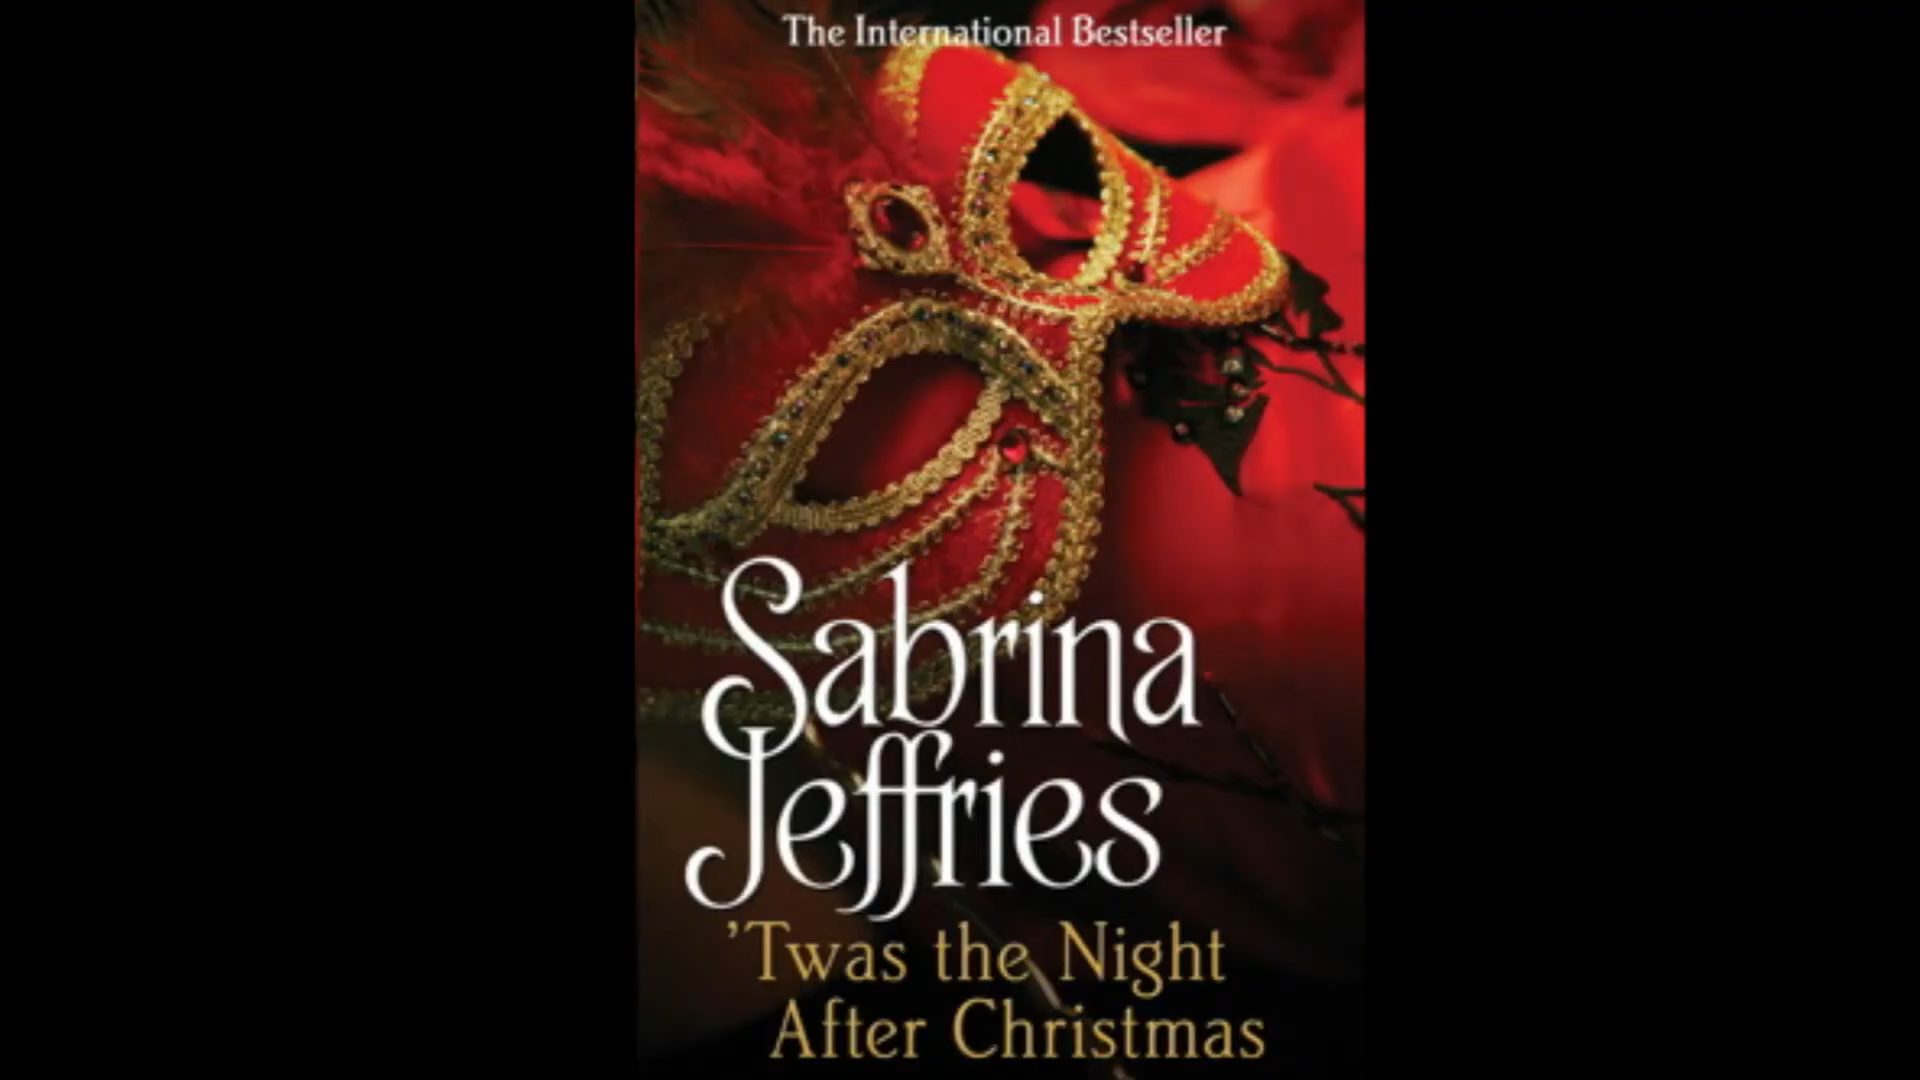 The International Bestseller
Sabrina
Jeffries
’Twas the Night
After Christmas